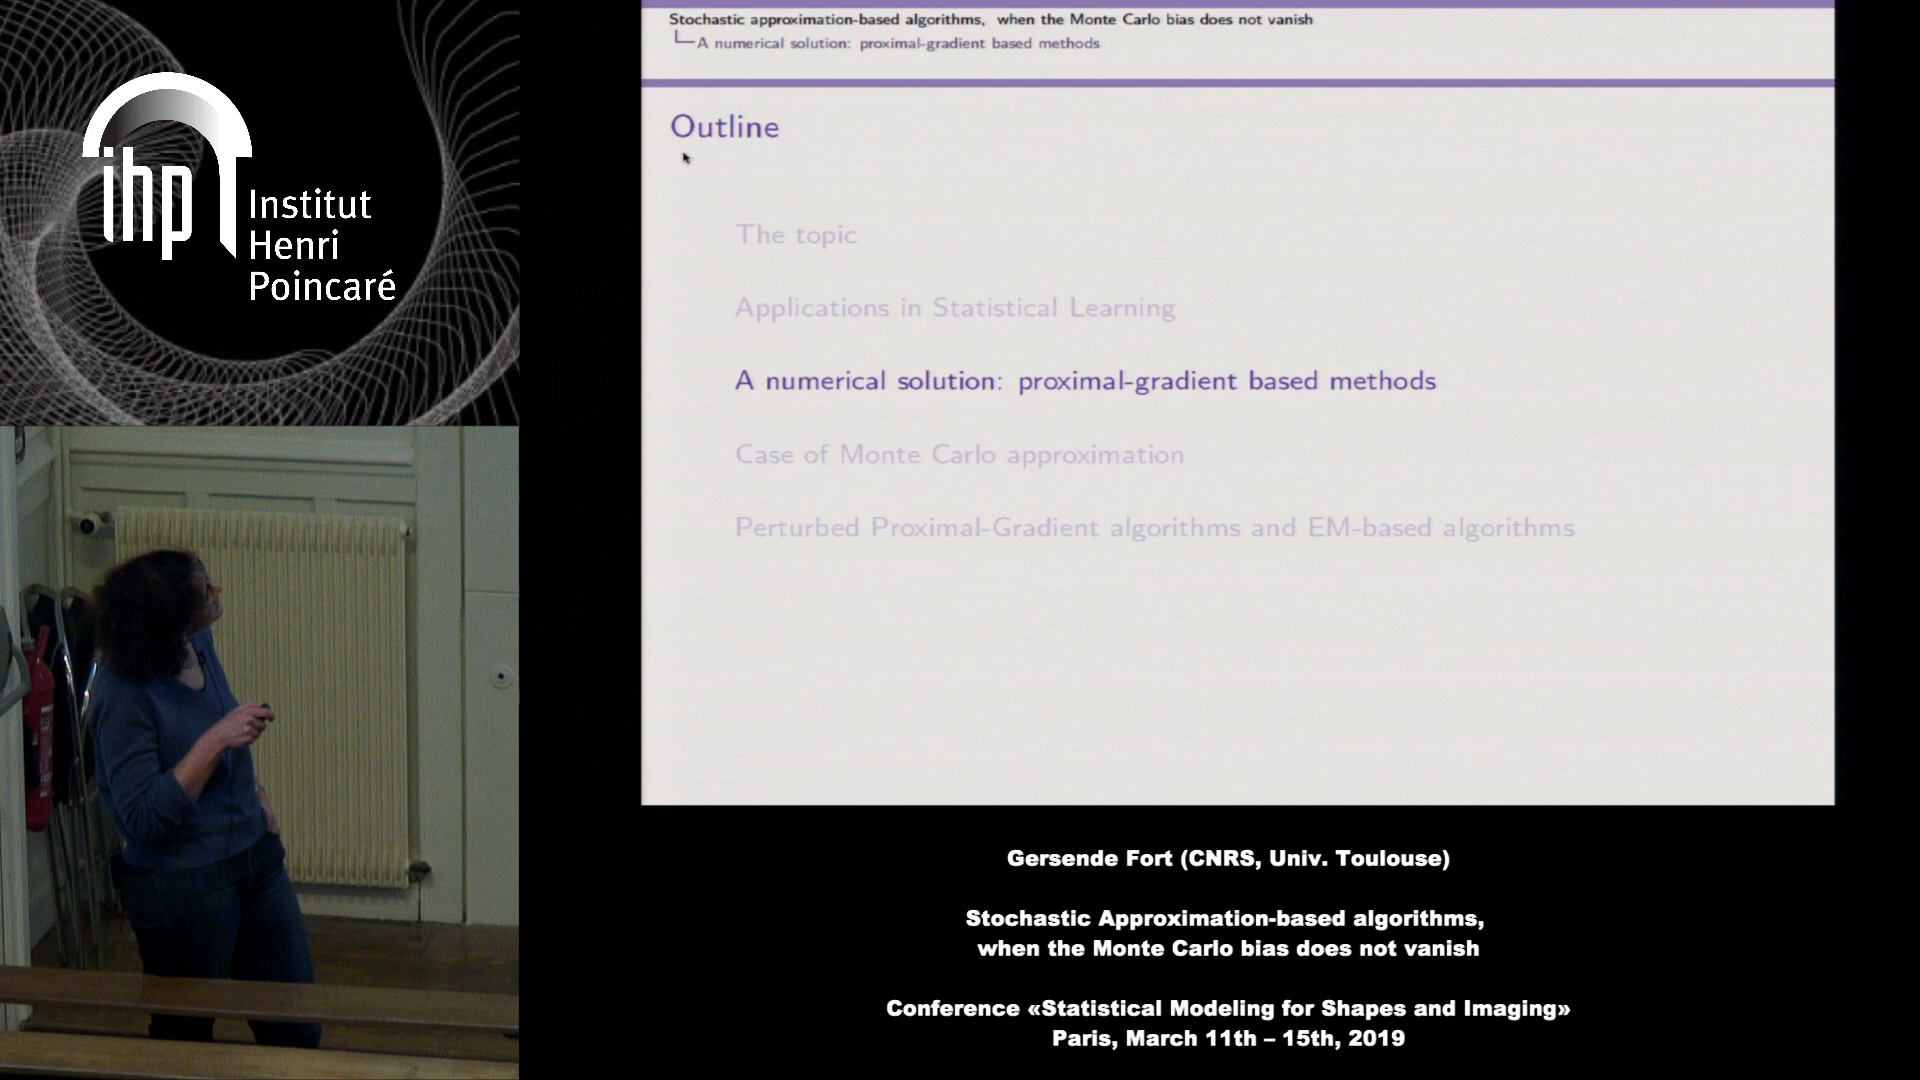 ihp
Institut
Henri
Poincaré
Stochastic approximation-based algorithms, when the Monte Carlo bias does not vanish
A numerical solution: proximal-gradient based methods
Outline
The topic
Applications in Statistical Learning
A numerical solution: proximal-gradient based methods
Case of Monte Carlo approximation
Perturbed Proximal-Gradient algorithms and EM-based algorithms
Gersende Fort (CNRS, Univ. Toulouse)
Stochastic Approximation-based algorithms,
when the Monte Carlo bias does not vanish
Conference «Statistical Modeling for Shapes and Imaging»
Paris, March 11th – 15th, 2019